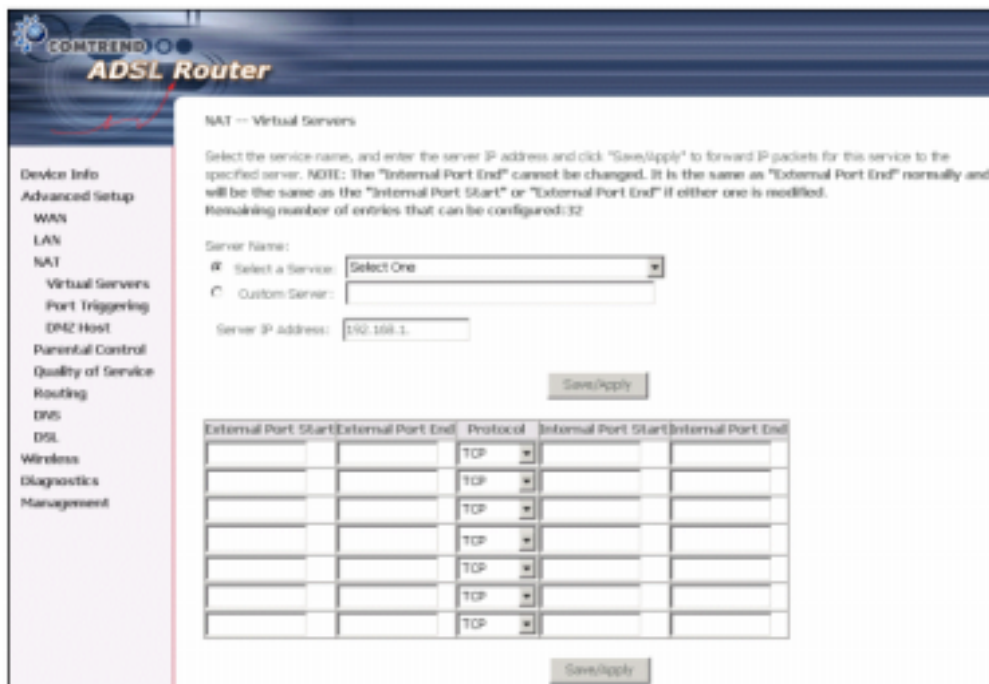 COMTREND
ADSL Router
NAT -- Virtual Servers
Select the service name, and enter the server IP address and click "Save/Apply" to forward IP packets for this service to the
specified server. NOTE: The "Internal Port End" cannot be changed. It is the same as "External Port End" normally and
will be the same as the "Internal Port Start" or "External Port End" if either one is modified.
Remaining number of entries that can be configured:32
Device Info
Advanced Setup
WAN
LAN
NAT
Virtual Servers
Port Triggering
DMZ Host
Parental Control
Quality of Service
Routing
DNS
DSL
Wireless
Diagnostics
Management
Server Name:
Select a Service: Select One
Custom Server:
Server IP Address: 192.168.1.
Save/Apply
External Port Start External Port End Protocol Internal Port Start Internal Port End
TCP
TCP
TCP
TCP
TCP
TCP
TCP
Save/Apply